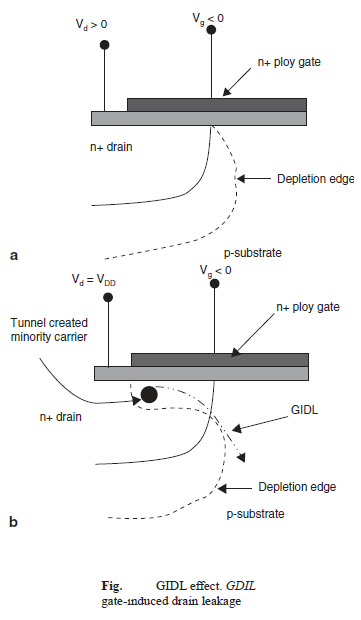 Vd > 0
Vg < 0
n+ ploy gate
n+ drain
Depletion edge
p-substrate
a
Vd = VDD
Vg < 0
n+ ploy gate
Tunnel created
minority carrier
GIDL
n+ drain
Depletion edge
p-substrate
b
Fig. GIDL effect. GDIL
gate-induced drain leakage